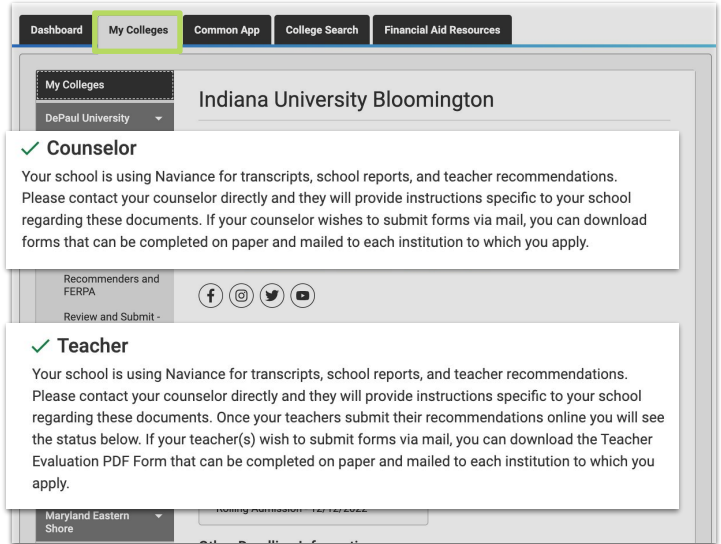 Dashboard
My Colleges
Common App
College Search
Financial Aid Resources
My Colleges
DePaul University
Indiana University Bloomington
✓ Counselor
Your school is using Naviance for transcripts, school reports, and teacher recommendations.
Please contact your counselor directly and they will provide instructions specific to your school
regarding these documents. If your counselor wishes to submit forms via mail, you can download
forms that can be completed on paper and mailed to each institution to which you apply.
Recommenders and
FERPA
Review and Submit -
✓ Teacher
Your school is using Naviance for transcripts, school reports, and teacher recommendations.
Please contact your counselor directly and they will provide instructions specific to your school
regarding these documents. Once your teachers submit their recommendations online you will see
the status below. If your teacher(s) wish to submit forms via mail, you can download the Teacher
Evaluation PDF Form that can be completed on paper and mailed to each institution to which you
apply.
Rolling Admission - 12/12/2022
Maryland Eastern
Shore